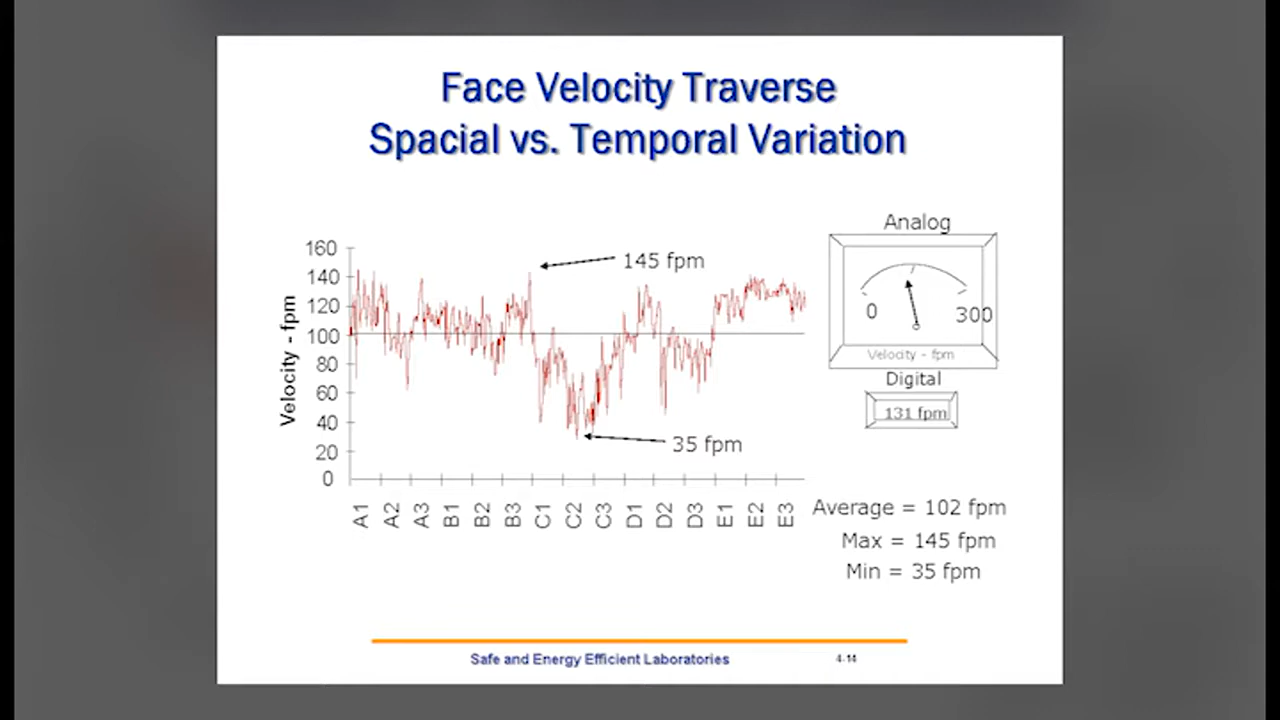 Face Velocity Traverse
Spacial vs. Temporal Variation
Analog
0
300
Velocity - fpm
Digital
131 fpm
Velocity - fpm
160
140
120
100
80
60
40
20
0
145 fpm
35 fpm
A1 A2 A3 B1 B2 B3 C1 C2 C3 D1 D2 D3 E1 E2 E3
Average = 102 fpm
Max = 145 fpm
Min = 35 fpm
Safe and Energy Efficient Laboratories
4-14